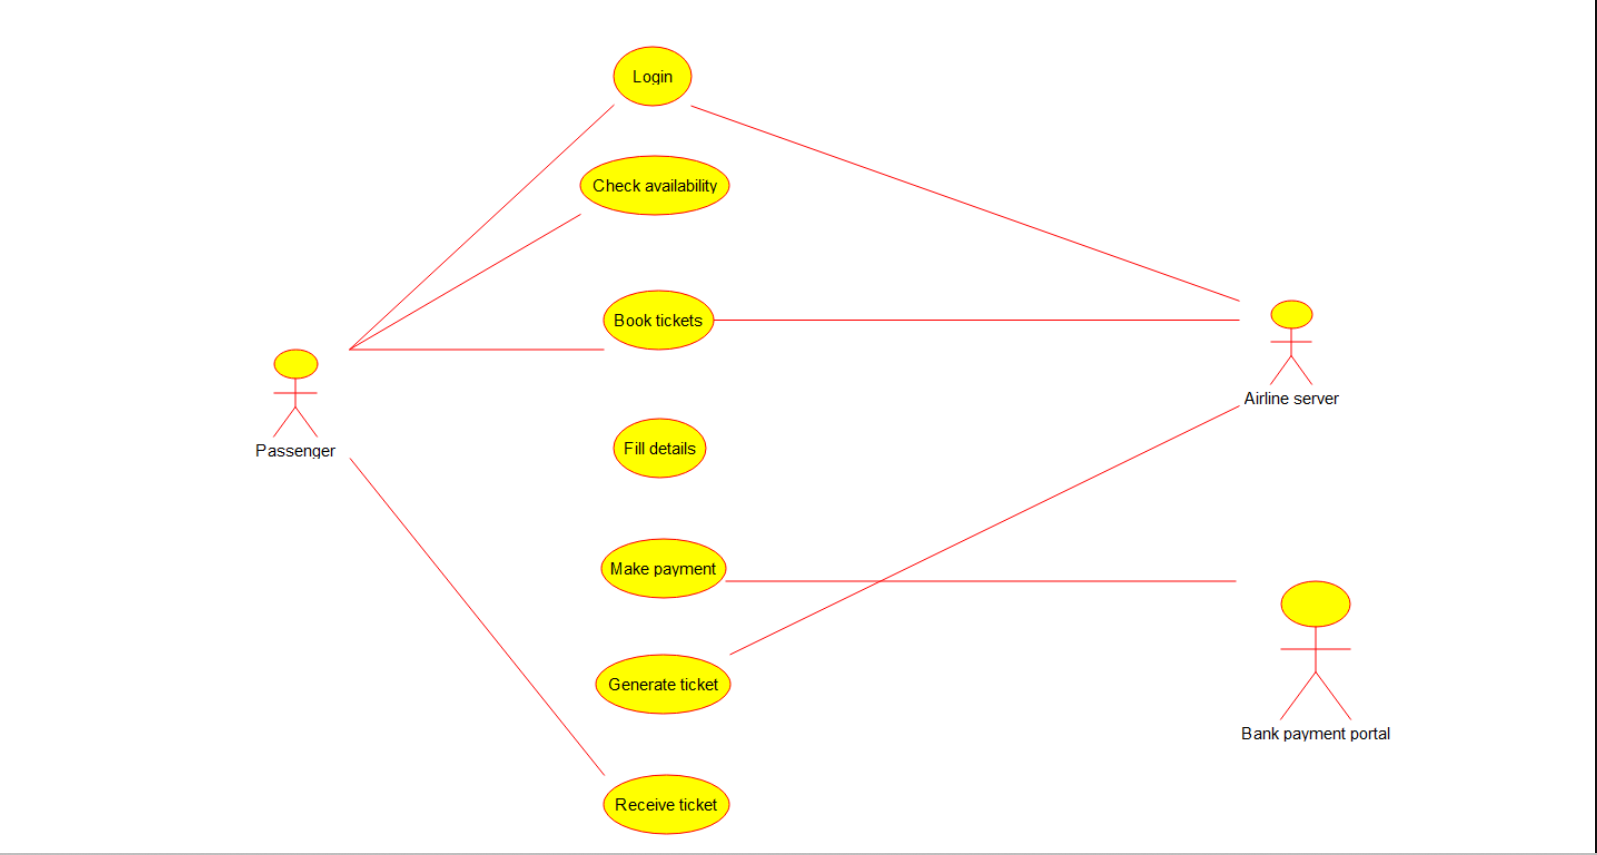 Login
Check availability
Book tickets
Airline server
Passenger
Fill details
Make payment
Generate ticket
Bank payment portal
Receive ticket